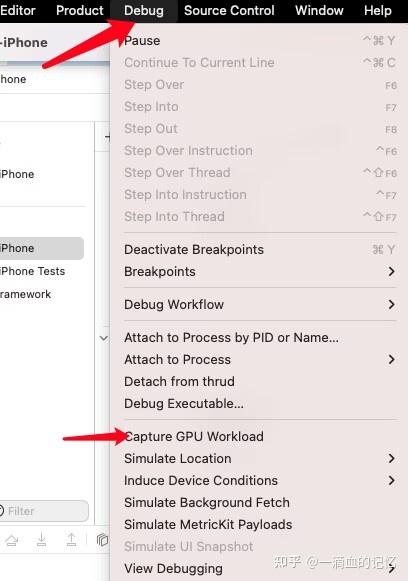 Editor Product Debug Source Control Window Help
-iPhone
hone
iPhone
iPhone
iPhone Tests
ramework
Filter
Pause ^⌘Y
Continue To Current Line ^⌘C
Step Over F6
Step Into F7
Step Out F8
Step Over Instruction ^F6
Step Over Thread ^⇧F6
Step Into Instruction ^F7
Step Into Thread ^⇧F7
Deactivate Breakpoints ⌘Y
Breakpoints
Debug Workflow
Attach to Process by PID or Name...
Attach to Process
Detach from thrud
Debug Executable...
Capture GPU Workload
Simulate Location
Induce Device Conditions
Simulate Background Fetch
Simulate MetricKit Payloads
Simulate UI Snapshot
View Debugging
知乎 @一滴血的记忆